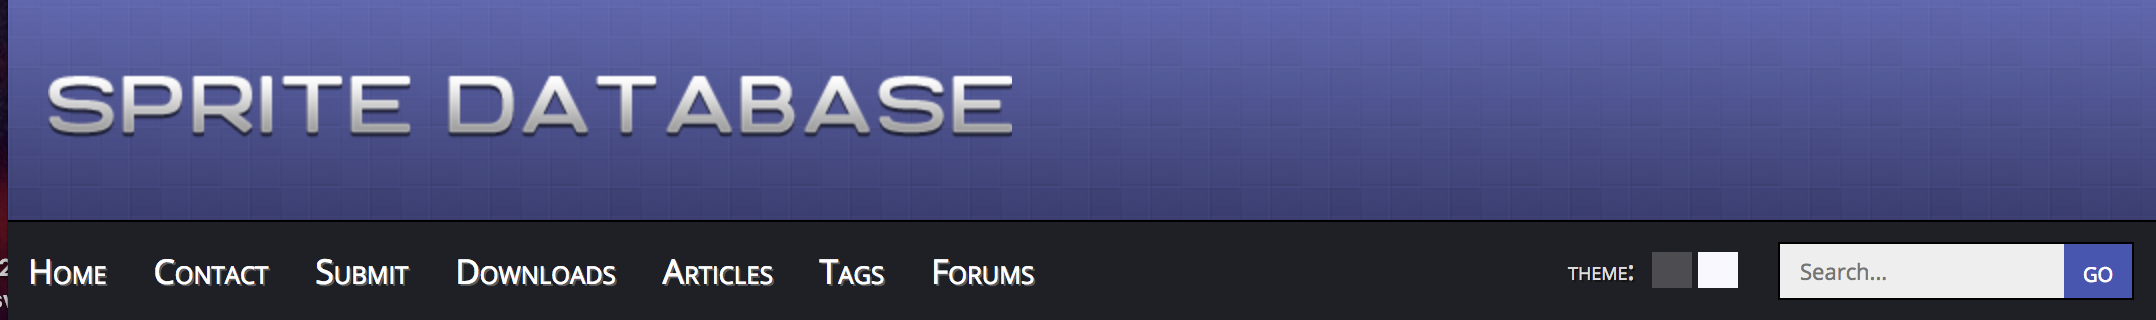 SPRITE DATABASE
Home Contact Submit Downloads Articles Tags Forums theme: Search... GO